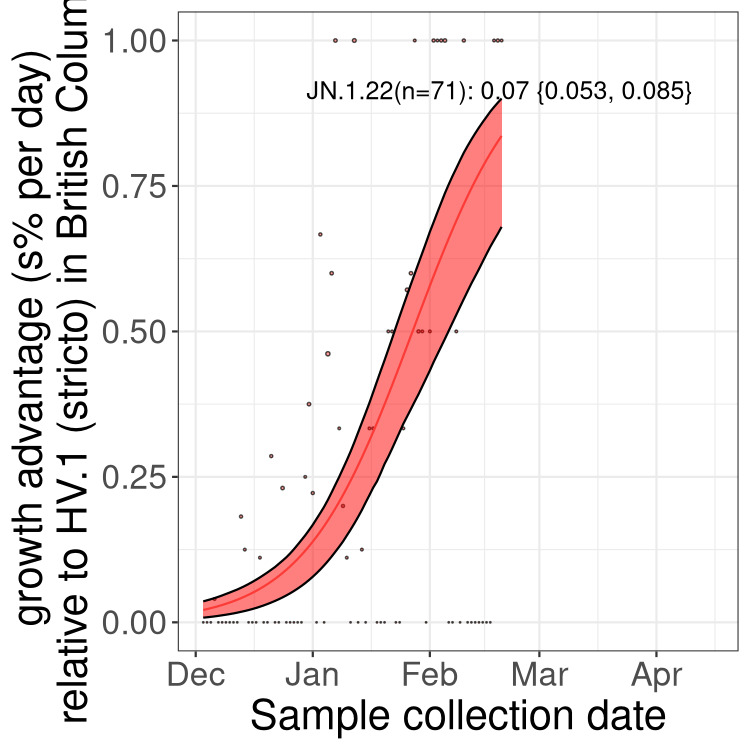 growth advantage (s% per day)
relative to HV.1 (stricto) in British Colum
1.00
0.75
0.50
0.25
0.00
JN.1.22(n=71): 0.07 {0.053, 0.085}
Dec Jan Feb Mar Apr
Sample collection date